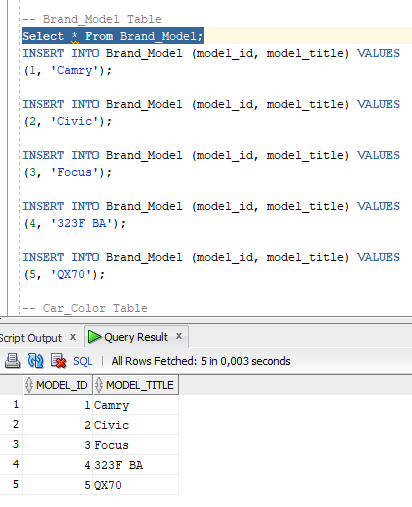 -- Brand_Model Table
Select * From Brand_Model;
INSERT INTO Brand_Model (model_id, model_title) VALUES
(1, 'Camry');
INSERT INTO Brand_Model (model_id, model_title) VALUES
(2, 'Civic');
INSERT INTO Brand_Model (model_id, model_title) VALUES
(3, 'Focus');
INSERT INTO Brand_Model (model_id, model_title) VALUES
(4, '323F BA');
INSERT INTO Brand_Model (model_id, model_title) VALUES
(5, 'QX70');
-- Car_Color Table
Script Output x Query Result x
SQL | All Rows Fetched: 5 in 0,003 seconds
MODEL_ID MODEL_TITLE
1 1 Camry
2 2 Civic
3 3 Focus
4 4 323F BA
5 5 QX70